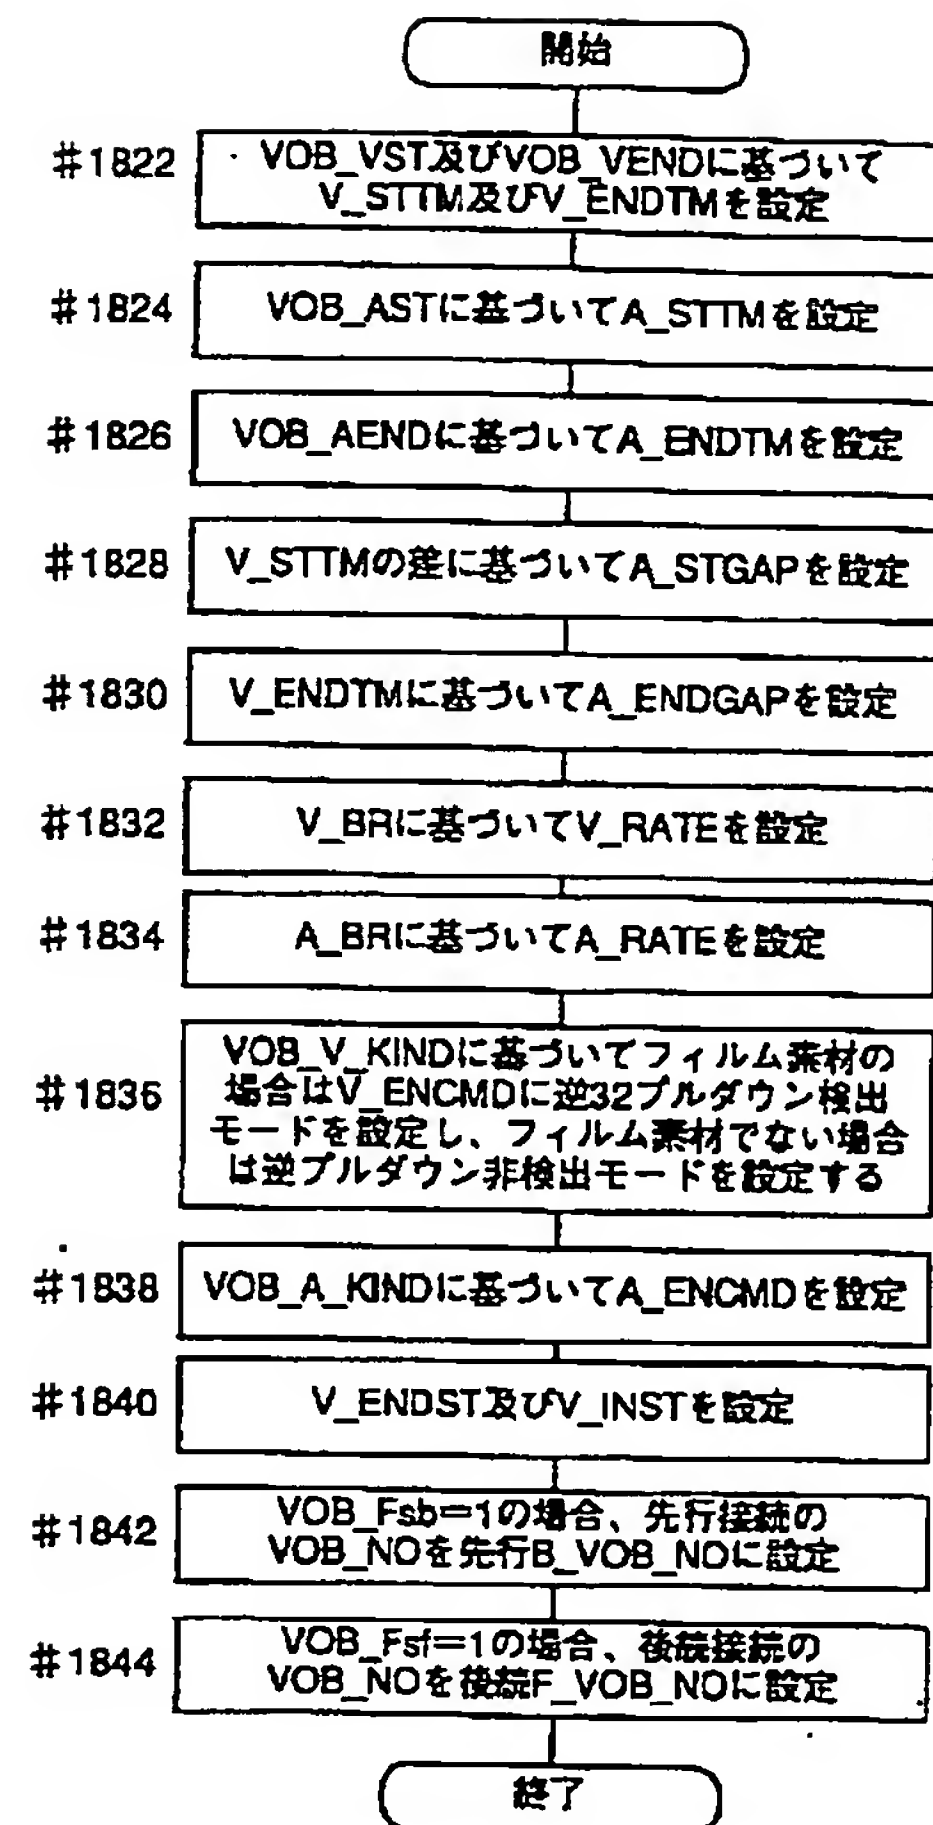 開始
#1822
VOB_VST及びVOB_VENDに基づいて
V_STTM及びV_ENDTMを設定
#1824
VOB_ASTに基づいてA_STTMを設定
#1826
VOB_AENDに基づいてA_ENDTMを設定
#1828
V_STTMの差に基づいてA_STGAPを設定
#1830
V_ENDTMに基づいてA_ENDGAPを設定
#1832
V_BRに基づいてV_RATEを設定
#1834
A_BRに基づいてA_RATEを設定
#1836
VOB_V_KINDに基づいてフィルム素材の
場合はV_ENCMDに逆32プルダウン検出
モードを設定し、フィルム素材でない場合
は逆プルダウン非検出モードを設定する
#1838
VOB_A_KINDに基づいてA_ENCMDを設定
#1840
V_ENDST及びV_INSTを設定
#1842
VOB_Fsb=1の場合、先行接続の
VOB_NOを先行B_VOB_NOに設定
#1844
VOB_Fsf=1の場合、後続接続の
VOB_NOを後続F_VOB_NOに設定
終了